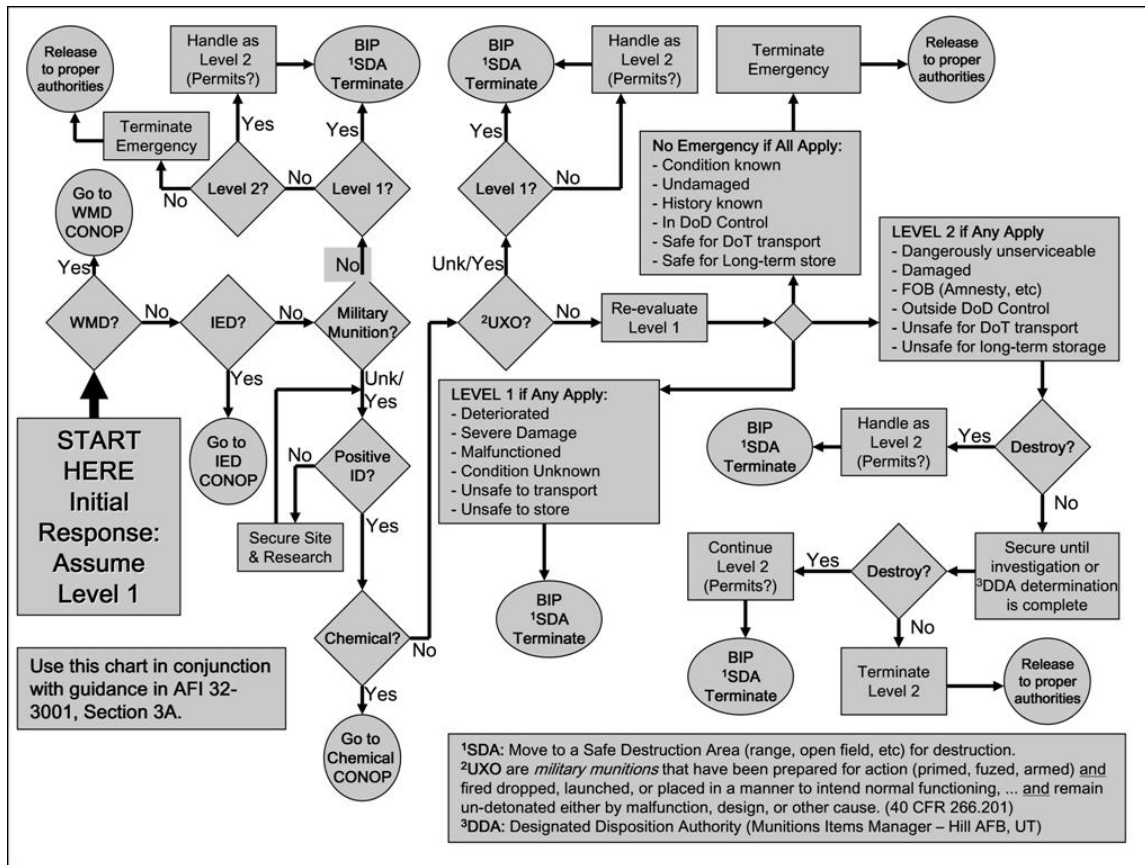 Release
to proper
authorities
Handle as
Level 2
(Permits?)
BIP
¹SDA
Terminate
BIP
¹SDA
Terminate
Handle as
Level 2
(Permits?)
Terminate
Emergency
Release
to proper
authorities
Terminate
Emergency
Yes
Yes
Yes
Level 2?
No
Level 1?
No
Level 1?
No
No Emergency if All Apply:
- Condition known
- Undamaged
- History known
- In DoD Control
- Safe for DoT transport
- Safe for Long-term store
Go to
WMD
CONOP
Yes
No
Unk/Yes
LEVEL 2 if Any Apply
- Dangerously unserviceable
- Damaged
- FOB (Amnesty, etc)
- Outside DoD Control
- Unsafe for DoT transport
- Unsafe for long-term storage
WMD?
No
IED?
No
Military
Munition?
²UXO?
No
Re-evaluate
Level 1
Yes
Go to
IED
CONOP
Unk/
Yes
START
HERE
Initial
Response:
Assume
Level 1
No
Positive
ID?
Secure Site
& Research
Yes
LEVEL 1 if Any Apply:
- Deteriorated
- Severe Damage
- Malfunctioned
- Condition Unknown
- Unsafe to transport
- Unsafe to store
BIP
¹SDA
Terminate
BIP
¹SDA
Terminate
Handle as
Level 2
(Permits?)
Yes
Destroy?
No
Continue
Level 2
(Permits?)
Yes
Destroy?
Secure until
investigation or
³DDA determination
is complete
Chemical?
No
Yes
BIP
¹SDA
Terminate
No
Terminate
Level 2
Release
to proper
authorities
Use this chart in conjunction
with guidance in AFI 32-
3001, Section 3A.
Go to
Chemical
CONOP
¹SDA: Move to a Safe Destruction Area (range, open field, etc) for destruction.
²UXO are military munitions that have been prepared for action (primed, fuzed, armed) and
fired dropped, launched, or placed in a manner to intend normal functioning, ... and remain
un-detonated either by malfunction, design, or other cause. (40 CFR 266.201)
³DDA: Designated Disposition Authority (Munitions Items Manager – Hill AFB, UT)